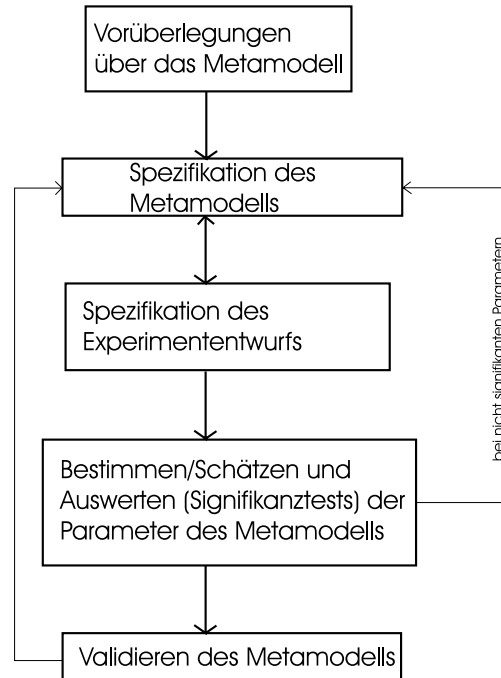 Vorüberlegungen
über das Metamodell
Spezifikation des
Metamodells
Spezifikation des
Experimententwurfs
bei nicht signifikanten Parametern
Bestimmen/Schätzen und
Auswerten (Signifikanztests) der
Parameter des Metamodells
Validieren des Metamodells